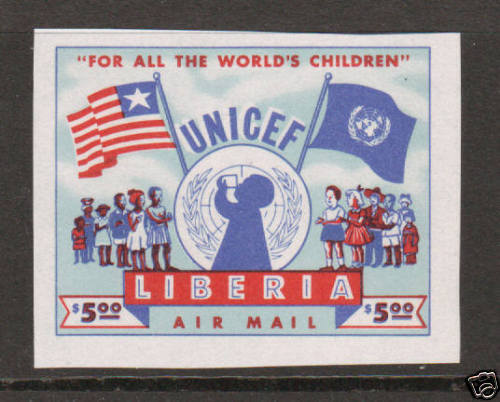 "FOR ALL THE WORLD'S CHILDREN"
UNICEF
LIBERIA
$5.00 $5.00
AIR MAIL